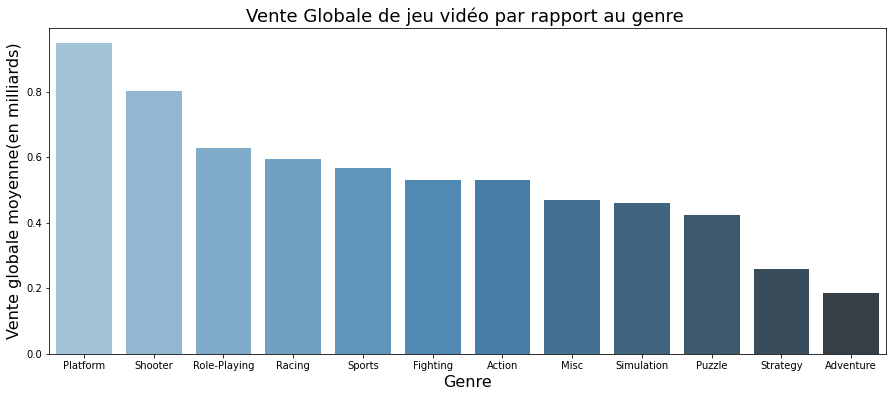 Vente Globale de jeu vidéo par rapport au genre
Vente globale moyenne(en milliards)
0.8
0.6
0.4
0.2
0.0
Platform Shooter Role-Playing Racing Sports Fighting Action Misc Simulation Puzzle Strategy Adventure
Genre